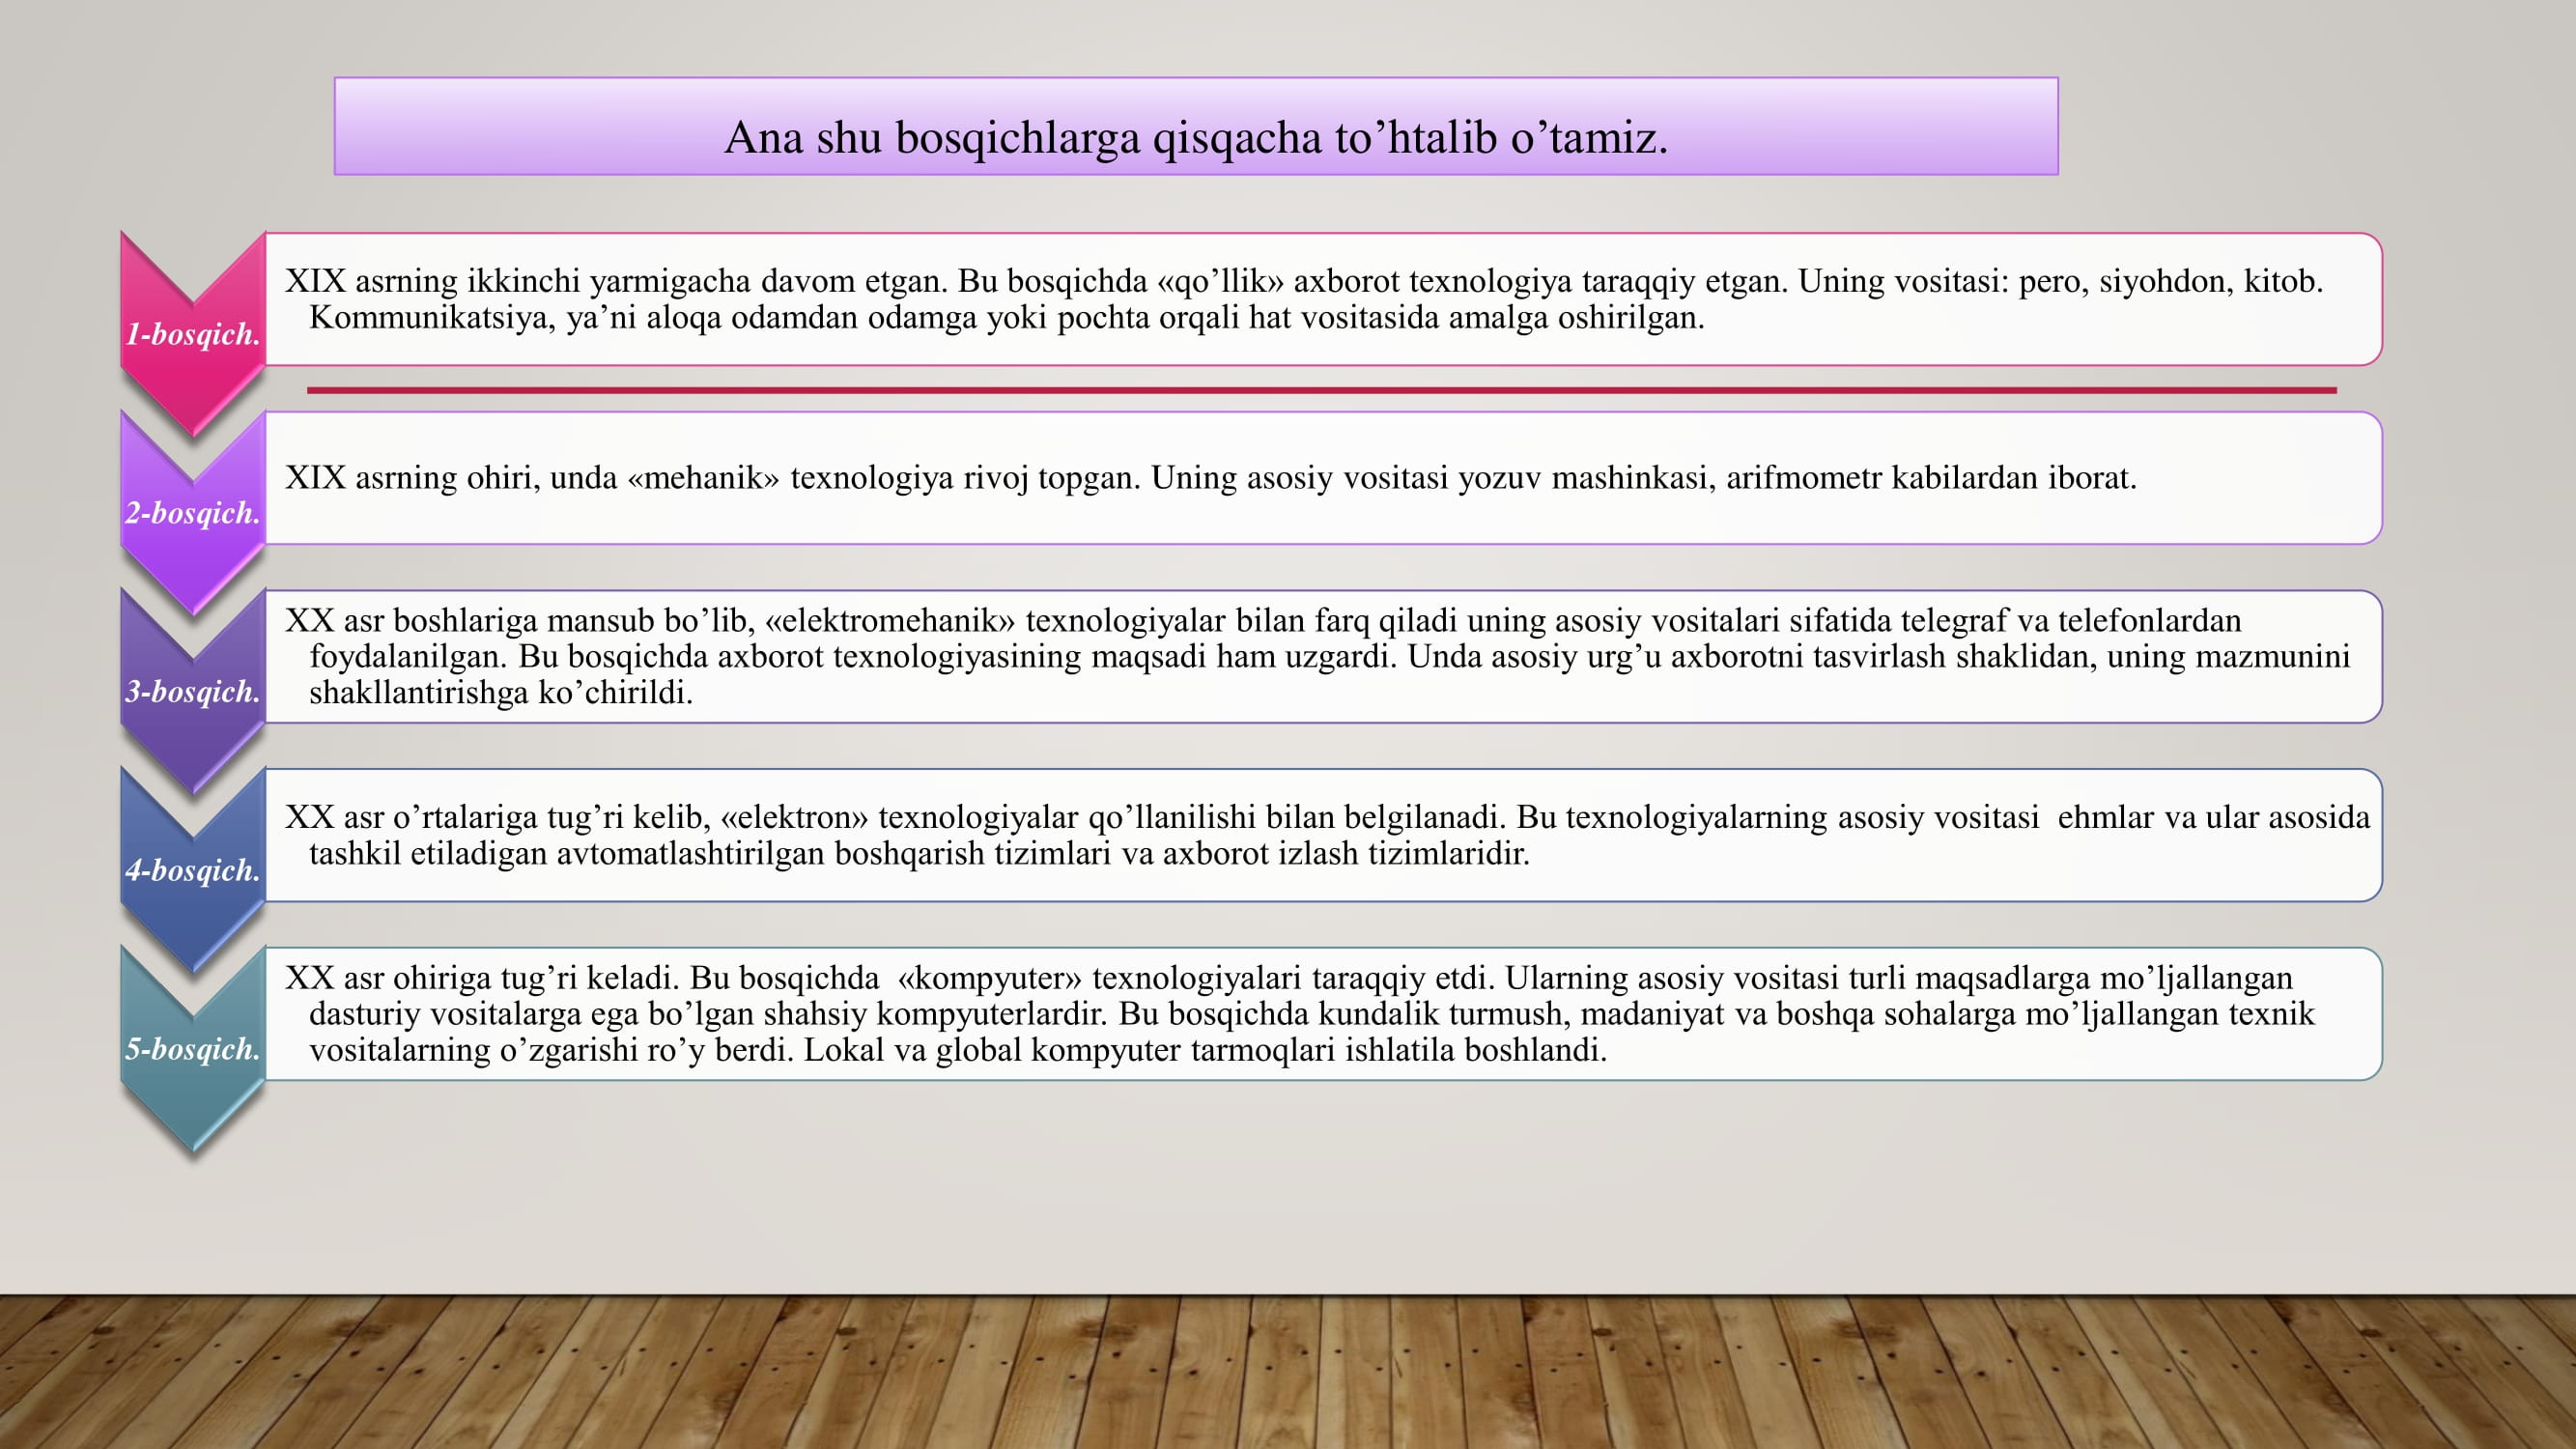 Ana shu bosqichlarga qisqacha to’htalib o’tamiz.
1-bosqich.
XIX asrning ikkinchi yarmigacha davom etgan. Bu bosqichda «qo’llik» axborot texnologiya taraqqiy etgan. Uning vositasi: pero, siyohdon, kitob.
Kommunikatsiya, ya’ni aloqa odamdan odamga yoki pochta orqali hat vositasida amalga oshirilgan.
2-bosqich.
XIX asrning ohiri, unda «mehanik» texnologiya rivoj topgan. Uning asosiy vositasi yozuv mashinkasi, arifmometr kabilardan iborat.
3-bosqich.
XX asr boshlariga mansub bo’lib, «elektromehanik» texnologiyalar bilan farq qiladi uning asosiy vositalari sifatida telegraf va telefonlardan
foydalanilgan. Bu bosqichda axborot texnologiyasining maqsadi ham uzgardi. Unda asosiy urg’u axborotni tasvirlash shaklidan, uning mazmunini
shakllantirishga ko’chirildi.
4-bosqich.
XX asr o’rtalariga tug’ri kelib, «elektron» texnologiyalar qo’llanilishi bilan belgilanadi. Bu texnologiyalarning asosiy vositasi  ehmlar va ular asosida
tashkil etiladigan avtomatlashtirilgan boshqarish tizimlari va axborot izlash tizimlaridir.
5-bosqich.
XX asr ohiriga tug’ri keladi. Bu bosqichda  «kompyuter» texnologiyalari taraqqiy etdi. Ularning asosiy vositasi turli maqsadlarga mo’ljallangan
dasturiy vositalarga ega bo’lgan shahsiy kompyuterlardir. Bu bosqichda kundalik turmush, madaniyat va boshqa sohalarga mo’ljallangan texnik
vositalarning o’zgarishi ro’y berdi. Lokal va global kompyuter tarmoqlari ishlatila boshlandi.